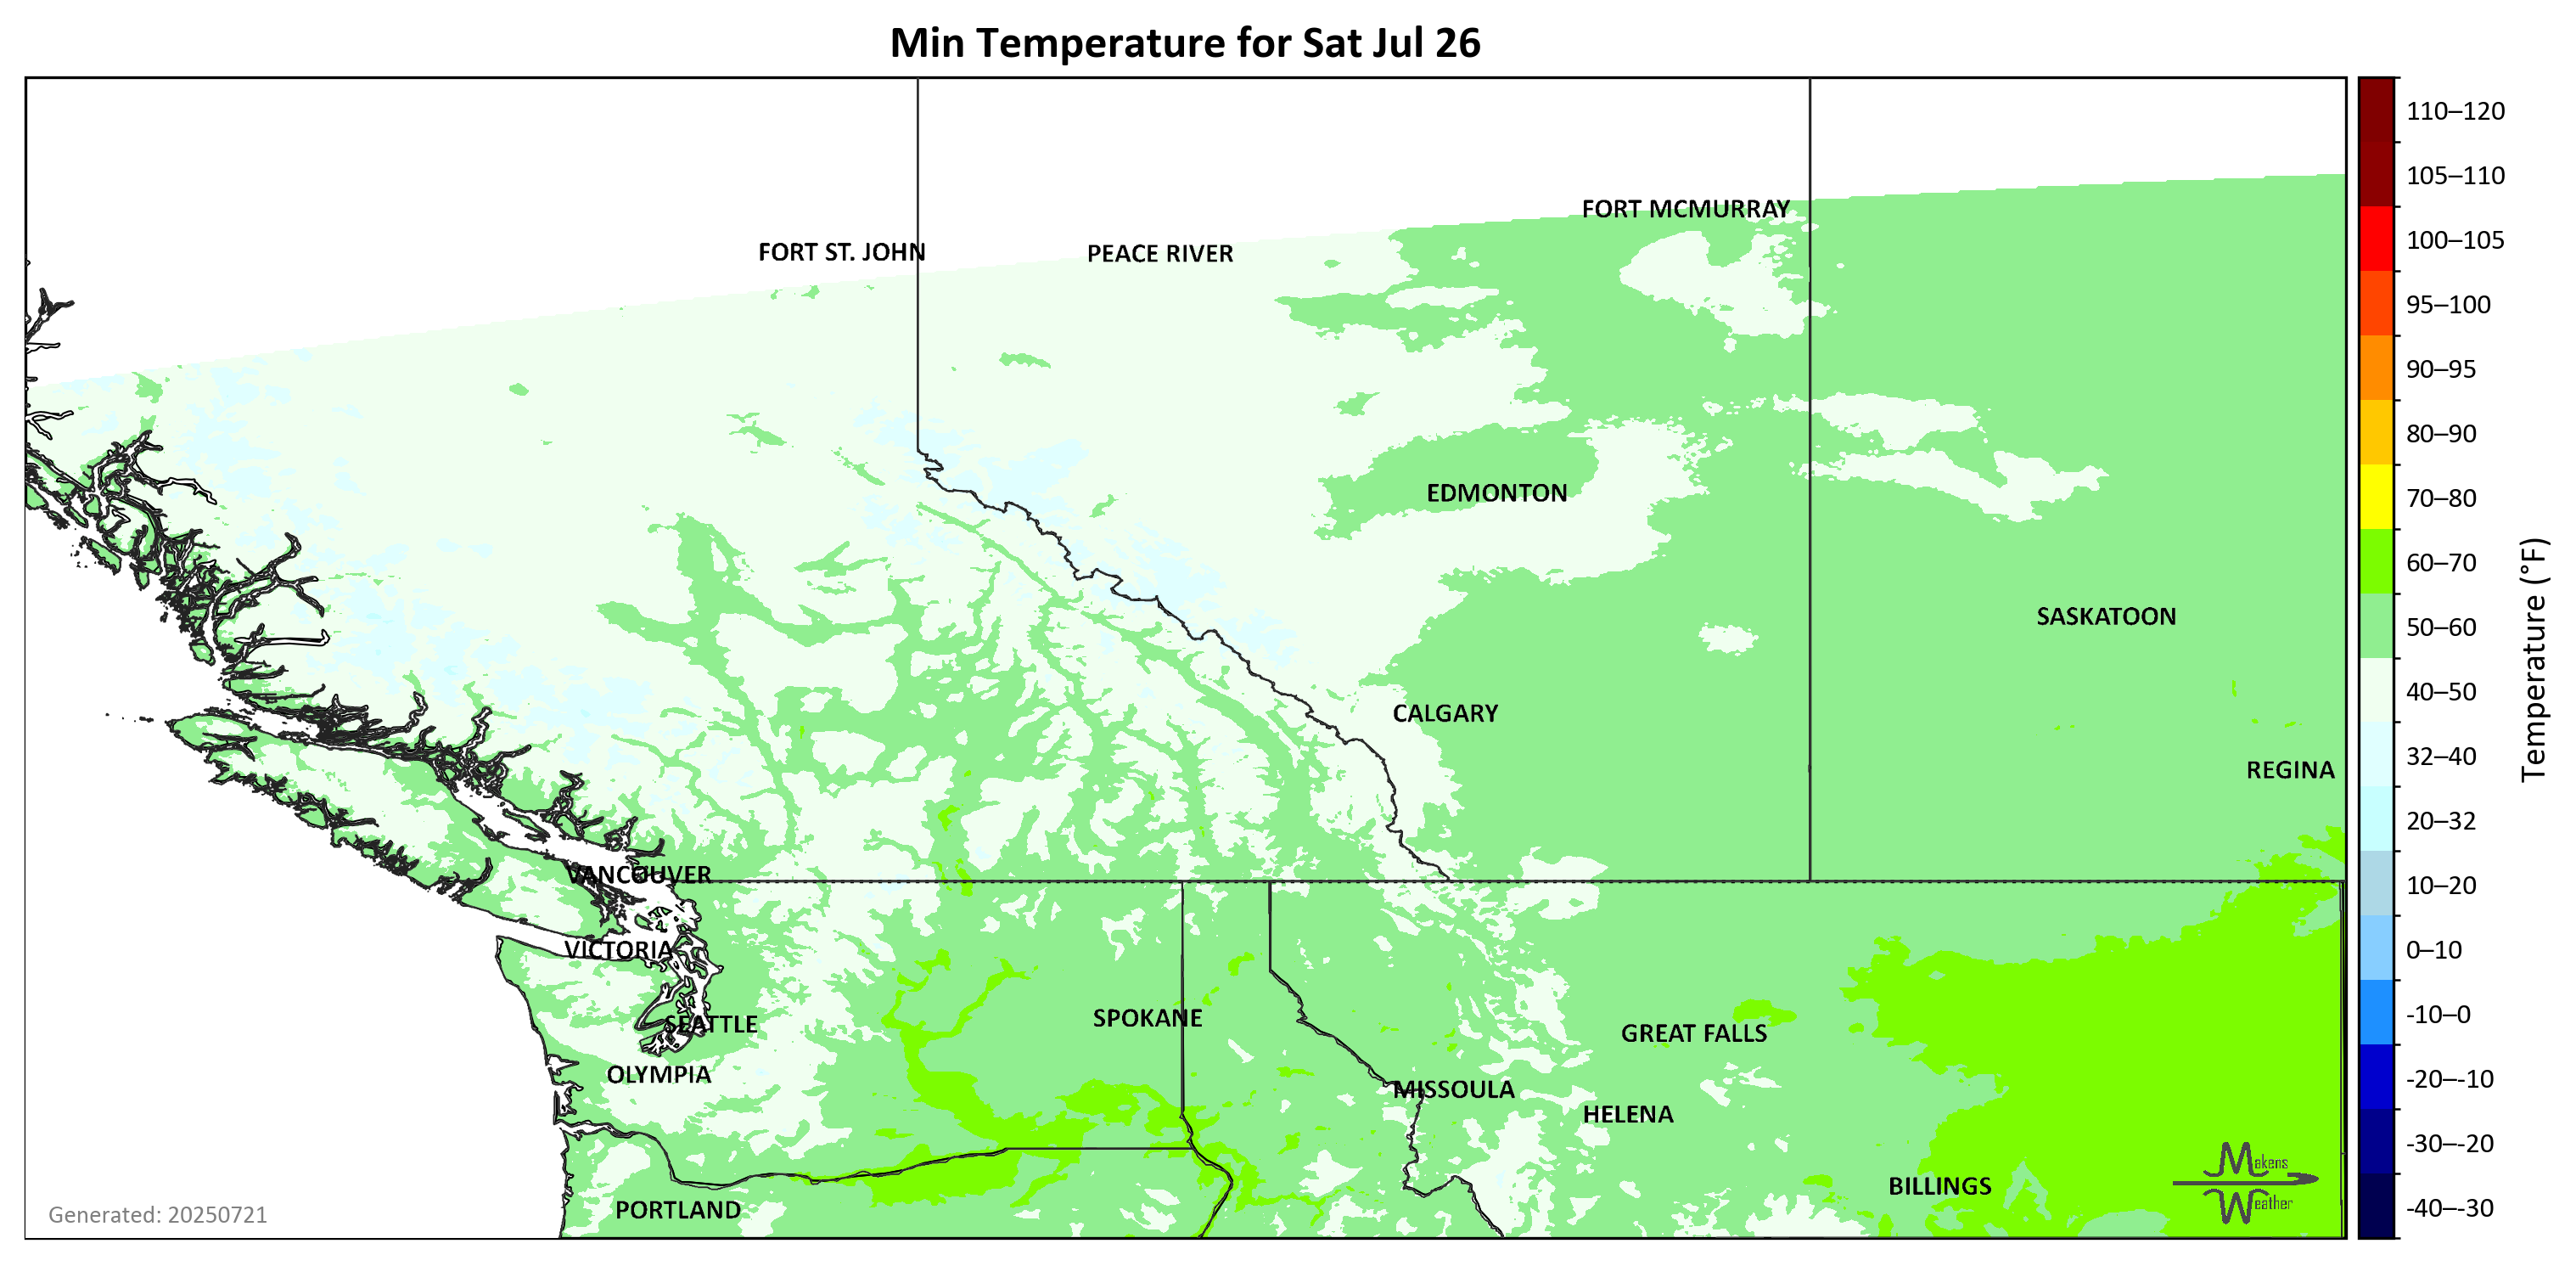 Min Temperature for Sat Jul 26
110–120
105–110
100–105
95–100
90–95
80–90
70–80
60–70
50–60
40–50
32–40
20–32
10–20
0–10
-10–0
-20–-10
-30–-20
-40–-30
Temperature (°F)
FORT MCMURRAY
FORT ST. JOHN
PEACE RIVER
EDMONTON
SASKATOON
CALGARY
REGINA
VANCOUVER
VICTORIA
SPOKANE
SEATTLE
GREAT FALLS
OLYMPIA
MISSOULA
HELENA
BILLINGS
PORTLAND
Makens
Weather
Generated: 20250721